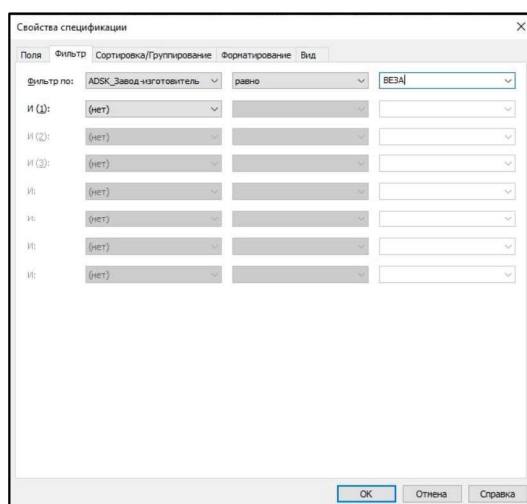 Свойства спецификации
Поля Фильтр Сортировка/Группирование Форматирование Вид
Фильтр по: ADSK_Завод-изготовитель равно ВЕЗА
И (1): (нет)
И (2): (нет)
И (3): (нет)
И: (нет)
И: (нет)
И: (нет)
И: (нет)
ОК Отмена Справка